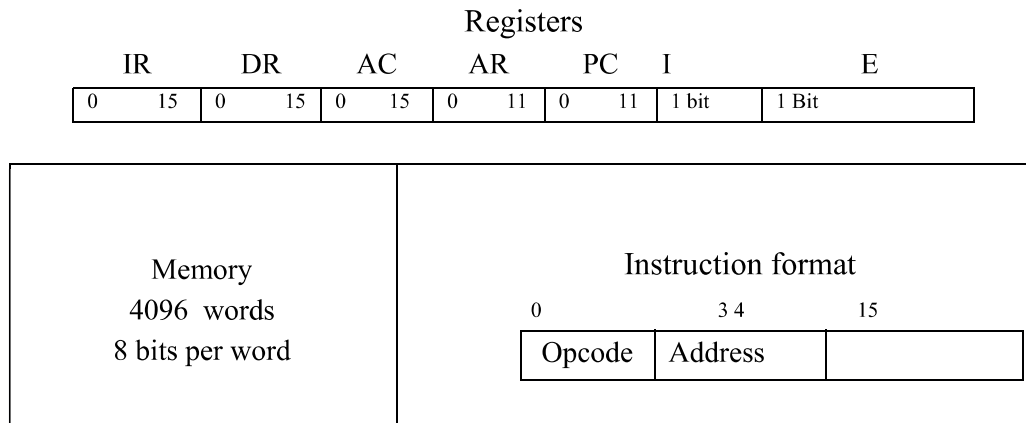 Registers
IR DR AC AR PC I E
0 15 0 15 0 15 0 11 0 11 1 bit 1 Bit
Memory
4096 words
8 bits per word
Instruction format
0 3 4 15
Opcode Address